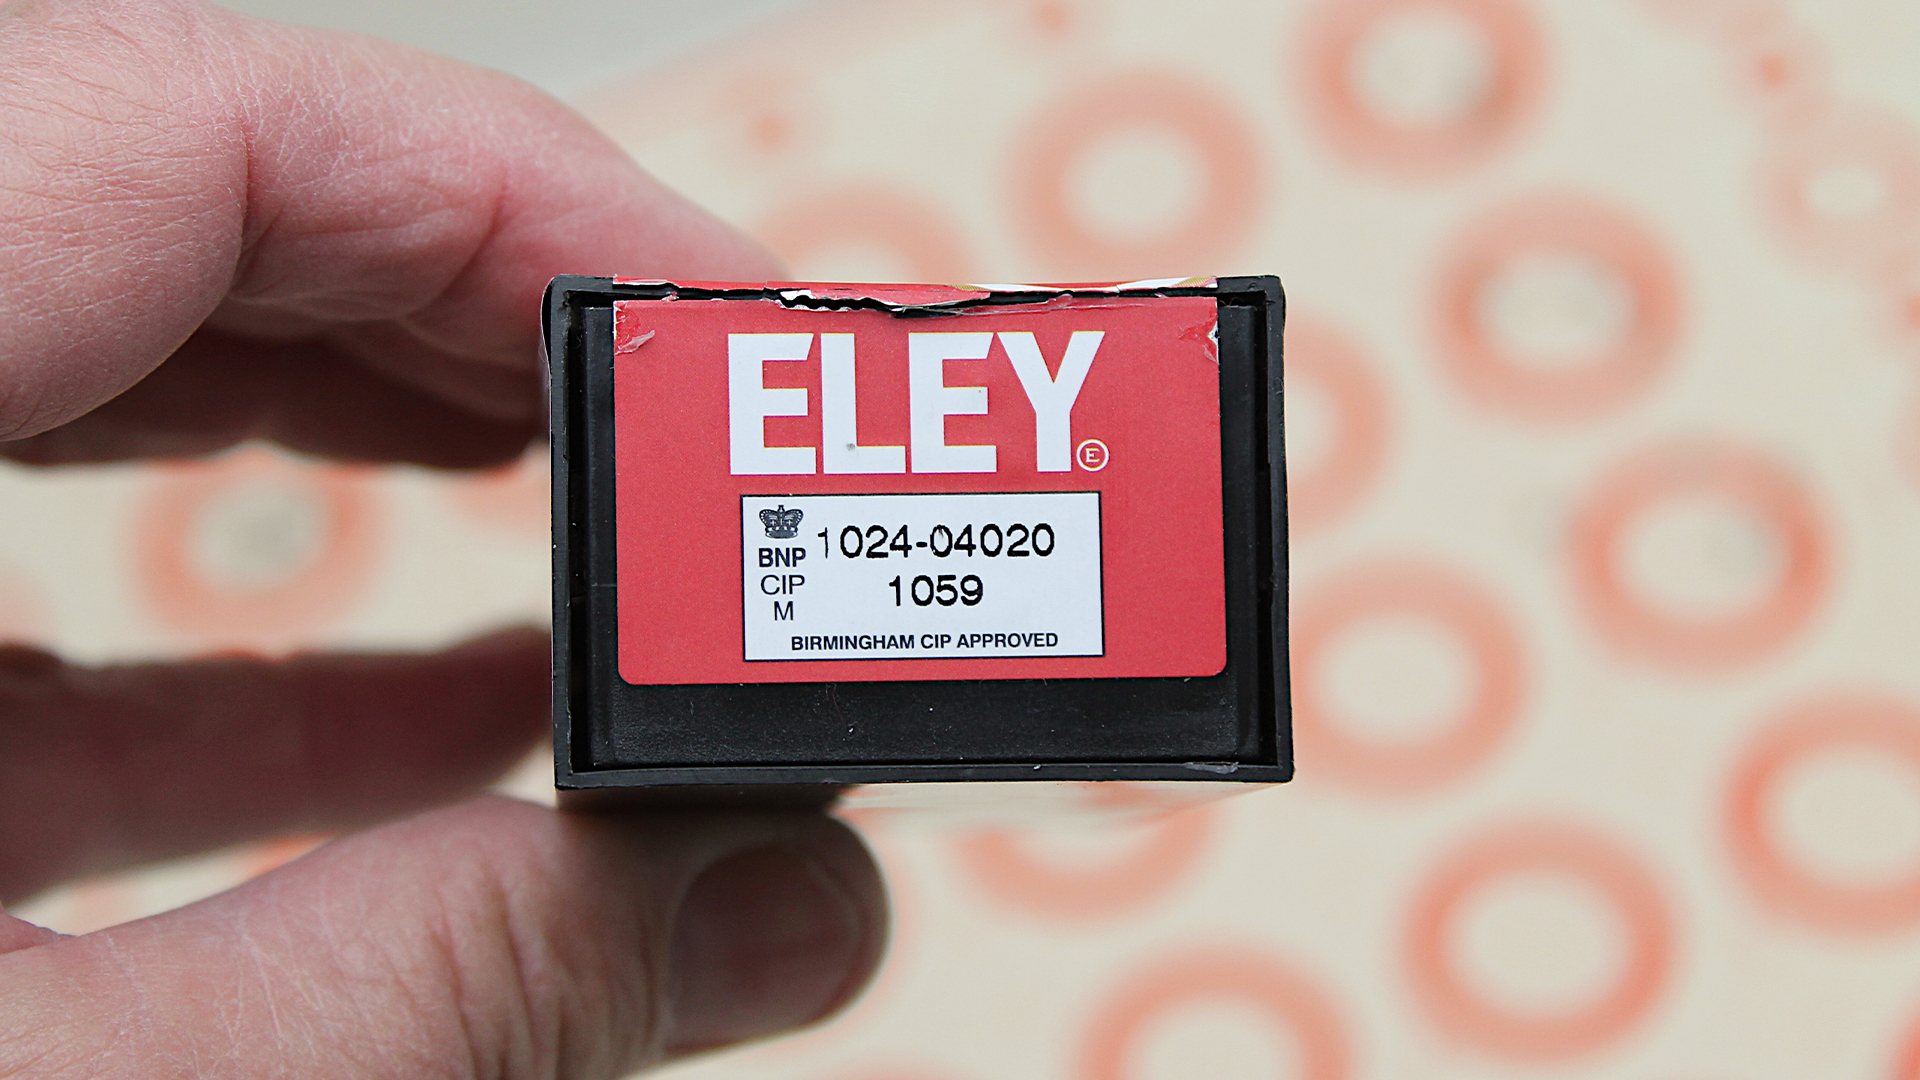 ELEY
E
BNP
CIP
M
1024-04020
1059
BIRMINGHAM CIP APPROVED